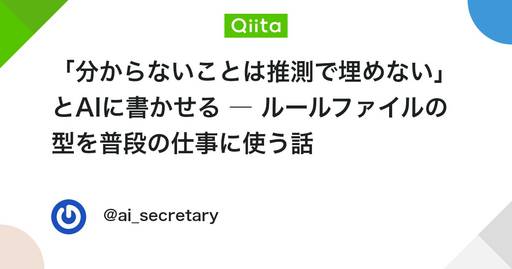 Qiita
「分からないことは推測で埋めない」
とAIに書かせる ― ルールファイルの
型を普段の仕事に使う話
@ai_secretary